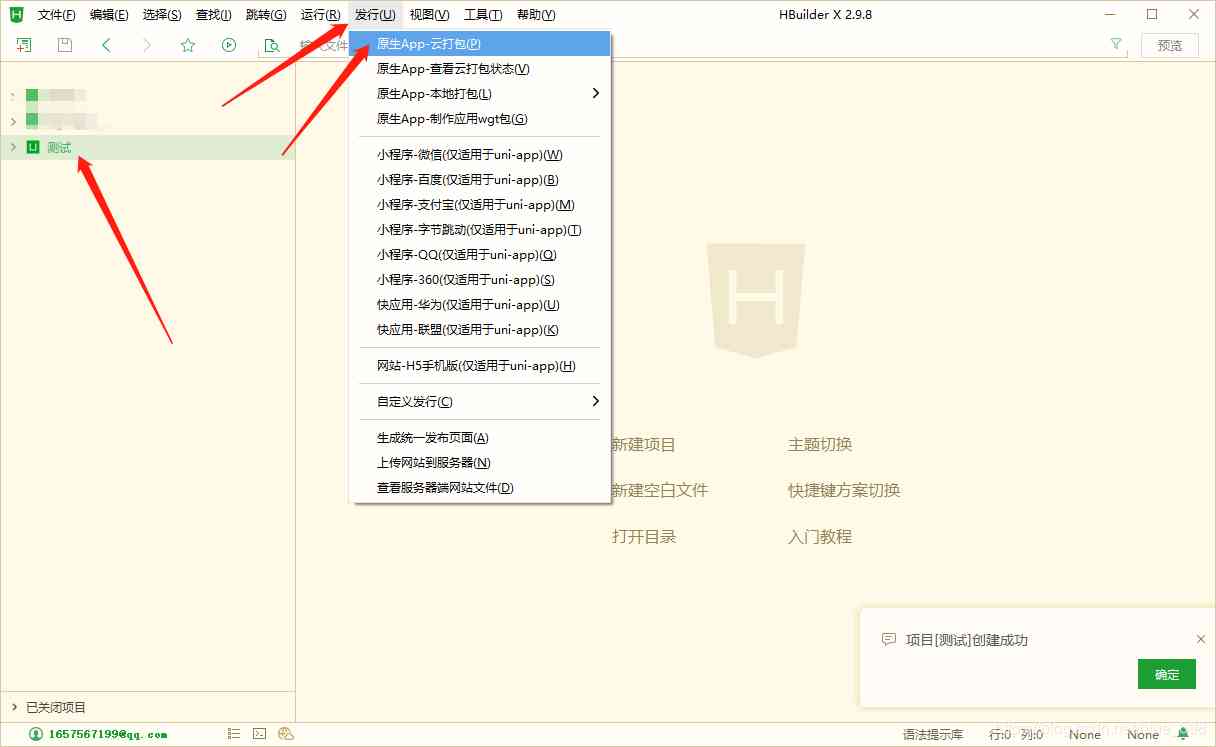 文件(F) 编辑(E) 选择(S) 查找(I) 跳转(G) 运行(R) 发行(U) 视图(V) 工具(T) 帮助(Y) HBuilder X 2.9.8
文件
预览
原生App-云打包(P)
原生App-查看云打包状态(V)
原生App-本地打包(L)
原生App-制作应用wgt包(G)
小程序-微信(仅适用于uni-app)(W)
小程序-百度(仅适用于uni-app)(B)
小程序-支付宝(仅适用于uni-app)(M)
小程序-字节跳动(仅适用于uni-app)(T)
小程序-QQ(仅适用于uni-app)(Q)
小程序-360(仅适用于uni-app)(S)
快应用-华为(仅适用于uni-app)(U)
快应用-联盟(仅适用于uni-app)(K)
网站-H5手机版(仅适用于uni-app)(H)
自定义发行(C)
生成统一发布页面(A)
上传网站到服务器(N)
查看服务器端网站文件(D)
测试
新建项目 主题切换
新建空白文件 快捷键方案切换
打开目录 入门教程
项目[测试]创建成功
确定
已关闭项目
1657567199@qq.com 语法提示库 行:0 列:0 None None